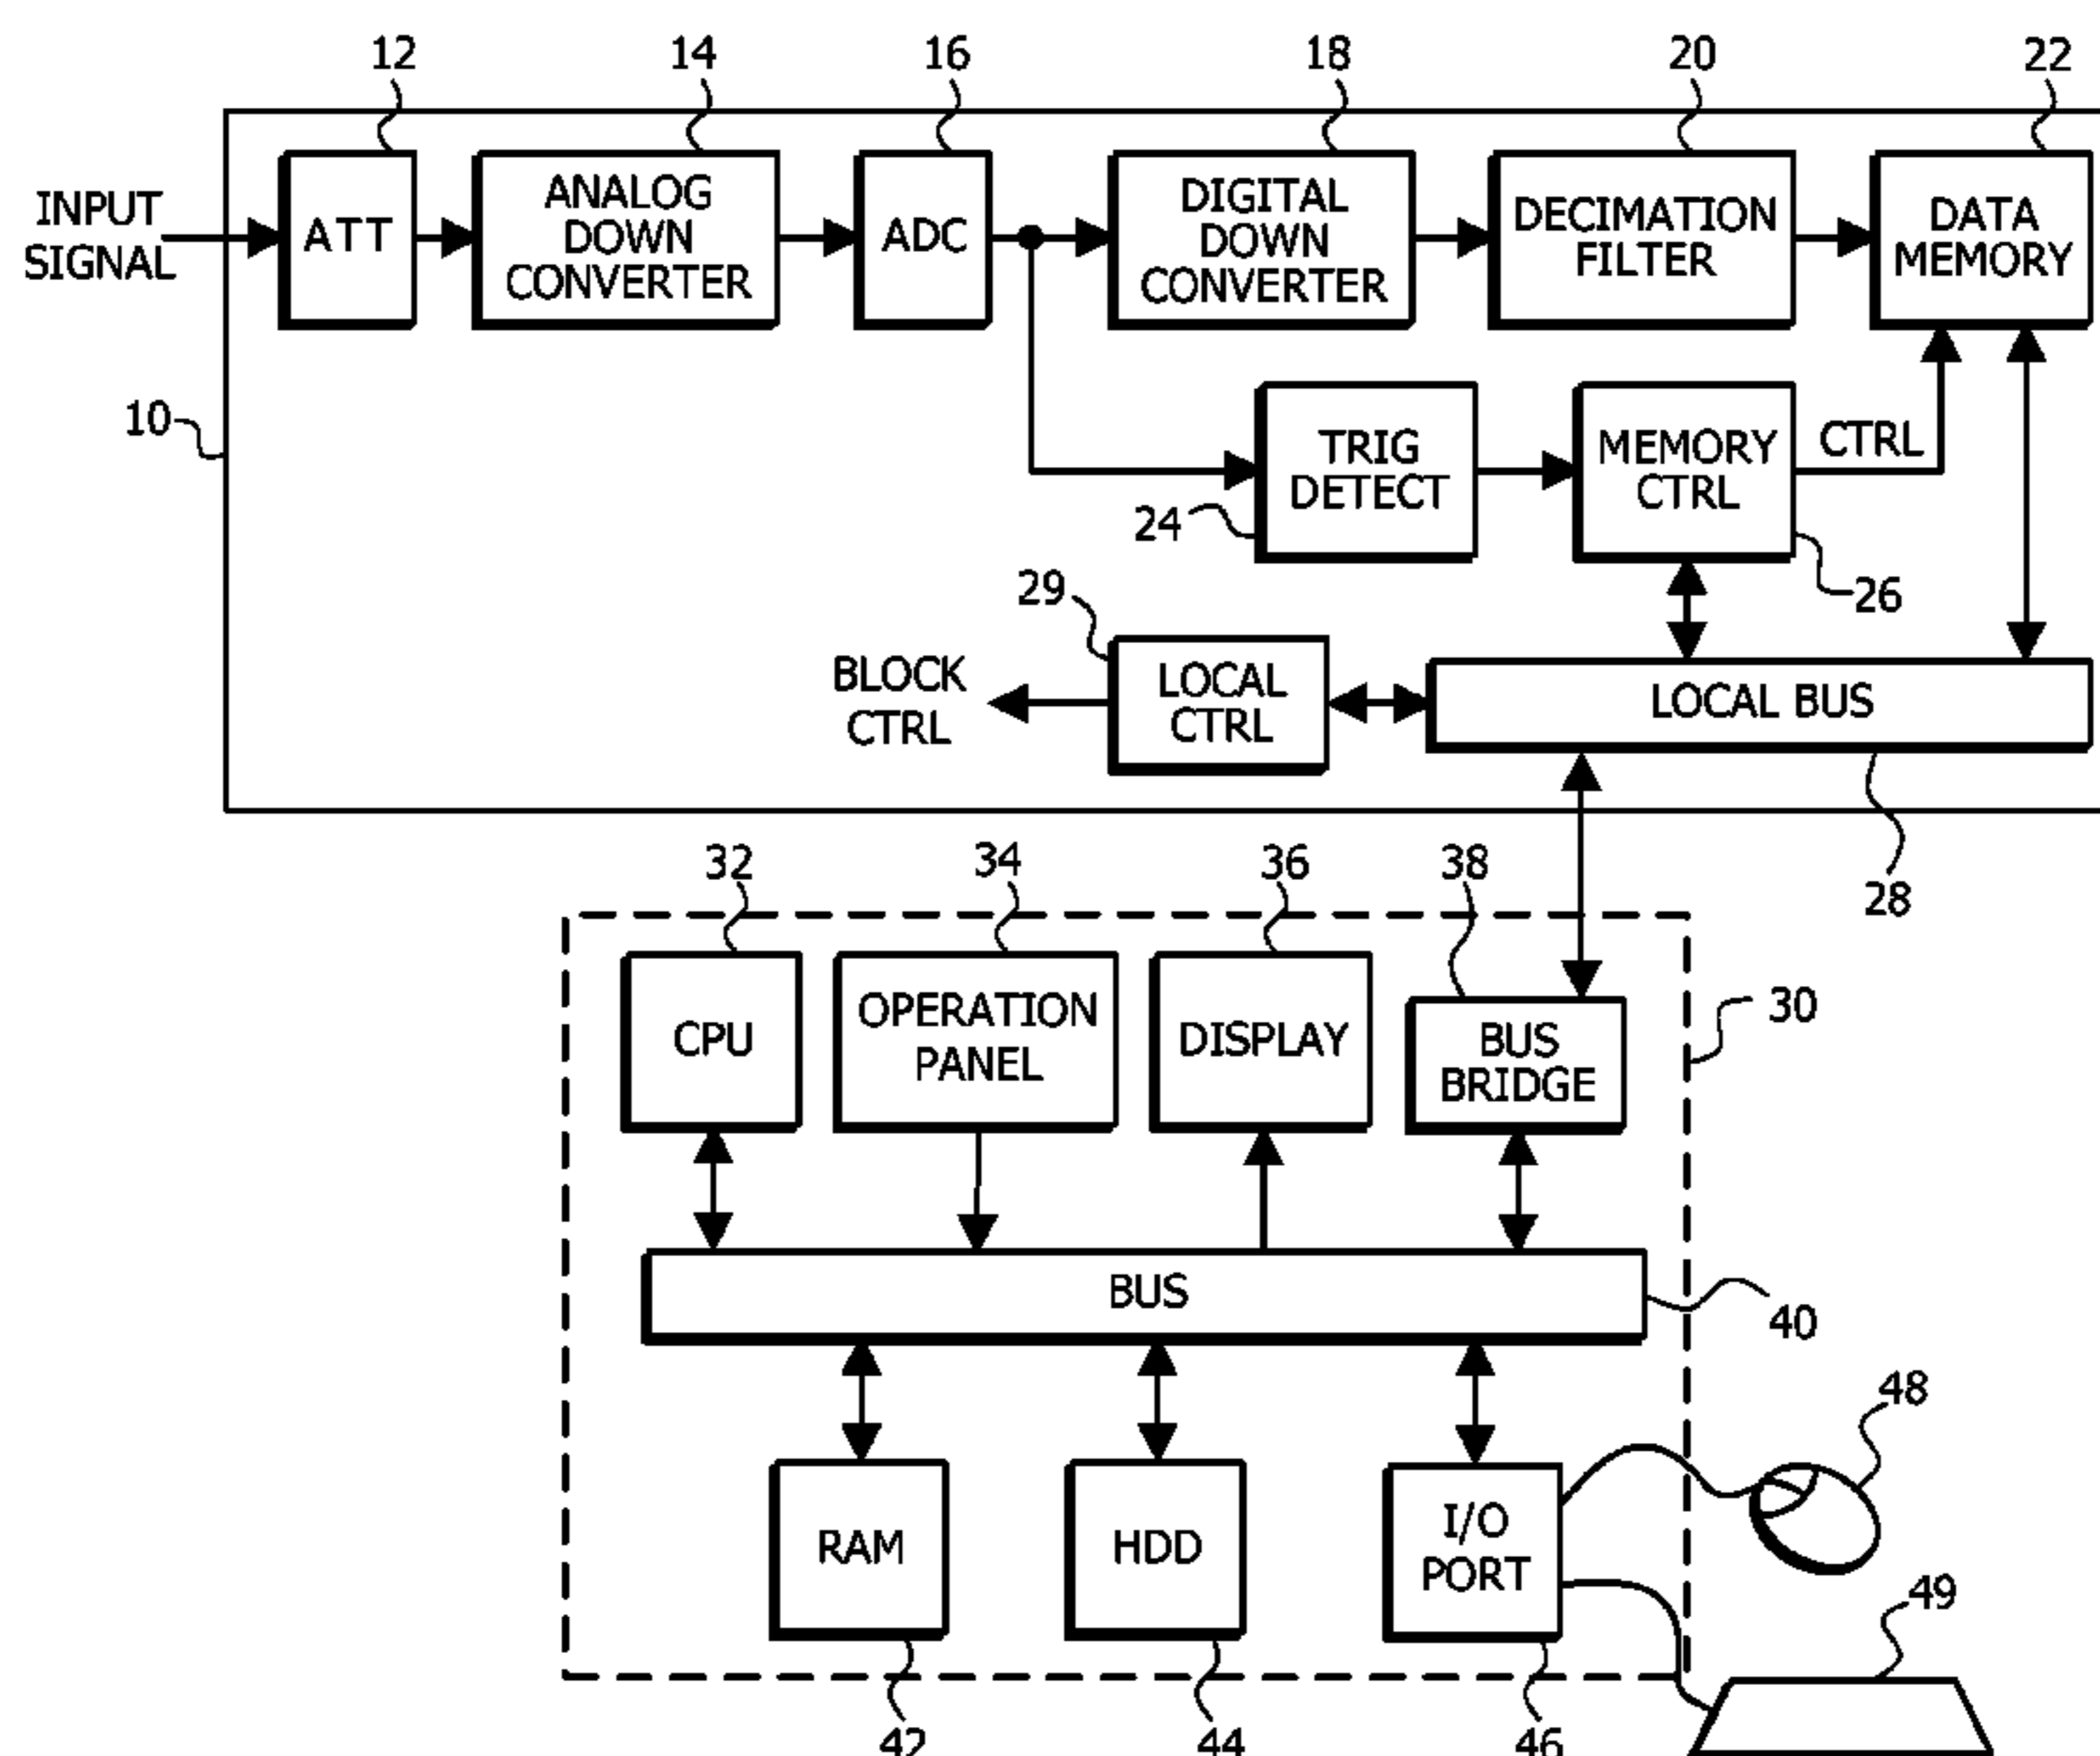 12
14
16
18
20
22
INPUT
SIGNAL
ATT
ANALOG
DOWN
CONVERTER
ADC
DIGITAL
DOWN
CONVERTER
DECIMATION
FILTER
DATA
MEMORY
10
TRIG
DETECT
24
MEMORY
CTRL
CTRL
26
29
BLOCK
CTRL
LOCAL
CTRL
LOCAL BUS
28
32
34
36
38
30
CPU
OPERATION
PANEL
DISPLAY
BUS
BRIDGE
BUS
40
48
RAM
HDD
I/O
PORT
49
42
44
46